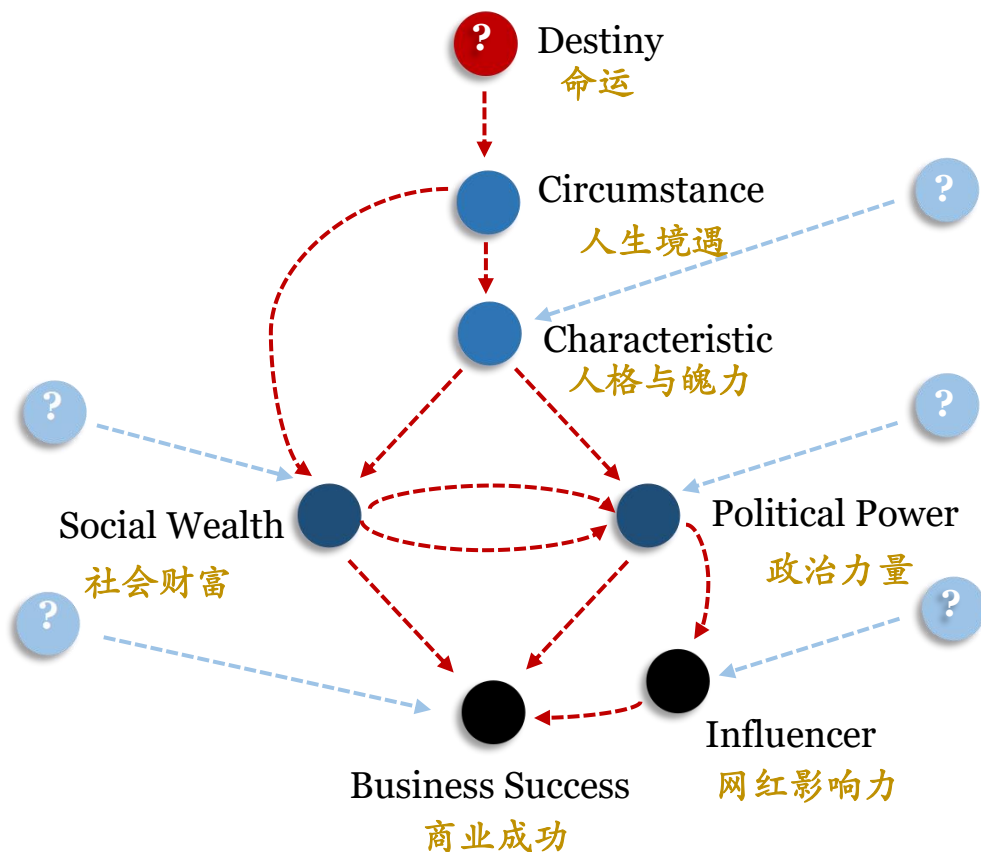 ?
Destiny
命运
?
Circumstance
人生境遇
Characteristic
人格与魄力
?
?
Social Wealth
社会财富
Political Power
政治力量
?
?
Influencer
网红影响力
Business Success
商业成功